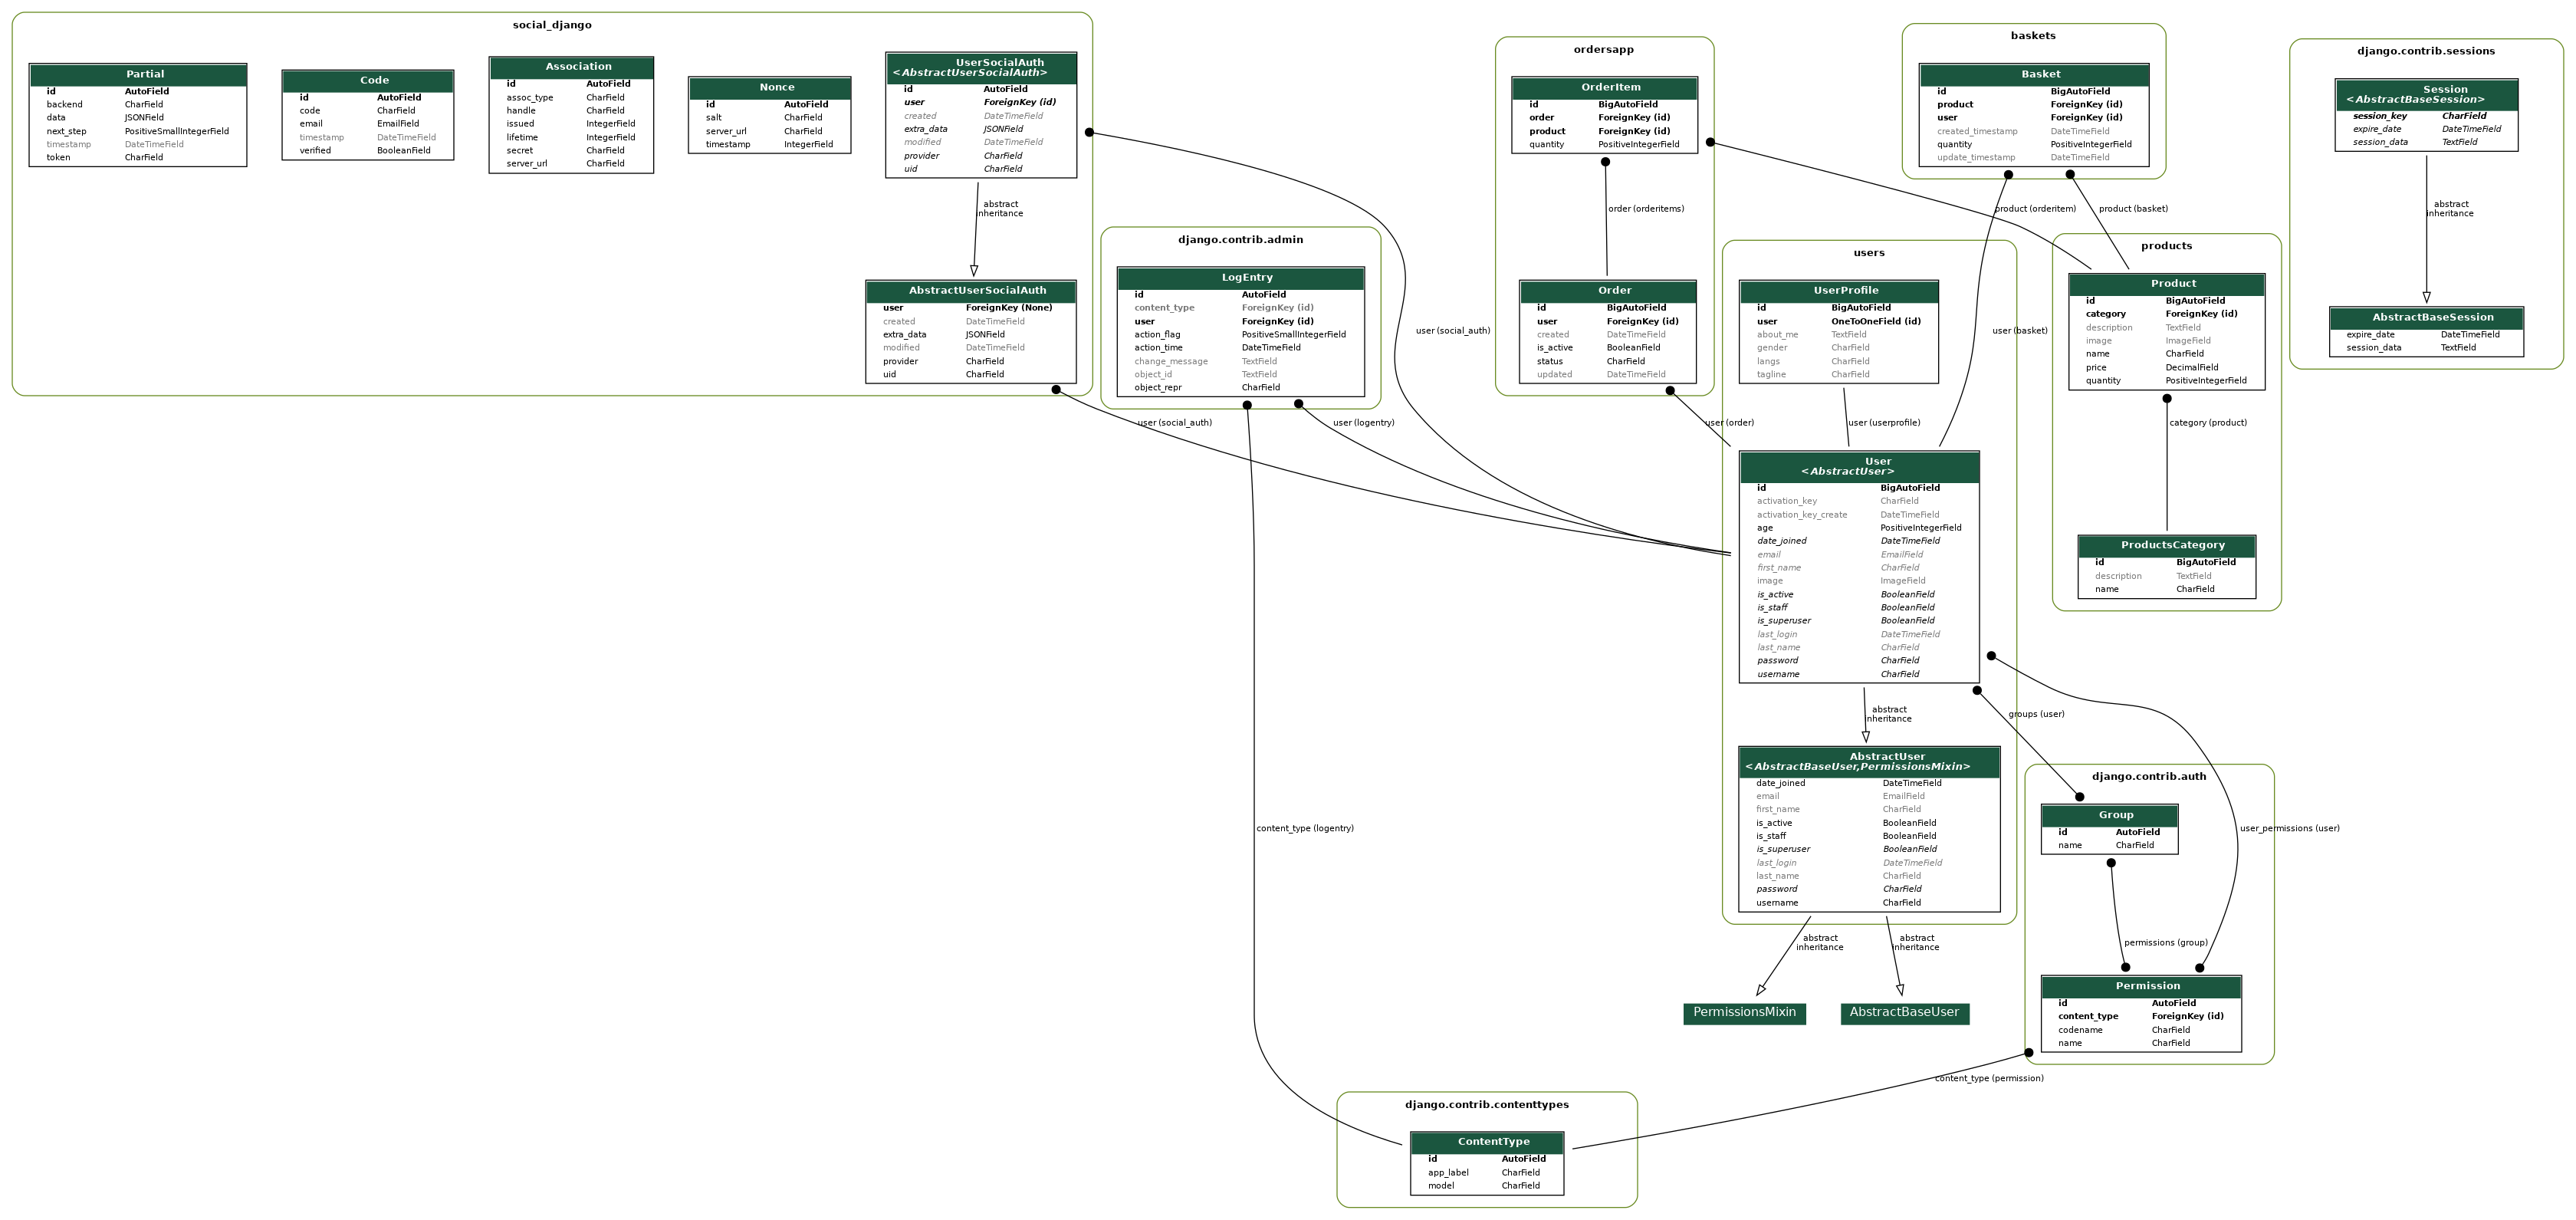 social_django
Partial
id AutoField
backend CharField
data JSONField
next_step PositiveSmallIntegerField
timestamp DateTimeField
token CharField
Code
id AutoField
code CharField
email EmailField
timestamp DateTimeField
verified BooleanField
Association
id AutoField
assoc_type CharField
handle CharField
issued IntegerField
lifetime IntegerField
secret CharField
server_url CharField
Nonce
id AutoField
salt CharField
server_url CharField
timestamp IntegerField
UserSocialAuth
<AbstractUserSocialAuth>
id AutoField
user ForeignKey (id)
created DateTimeField
extra_data JSONField
modified DateTimeField
provider CharField
uid CharField
abstract
inheritance
AbstractUserSocialAuth
user ForeignKey (None)
created DateTimeField
extra_data JSONField
modified DateTimeField
provider CharField
uid CharField
user (social_auth)
django.contrib.admin
LogEntry
id AutoField
content_type ForeignKey (id)
user ForeignKey (id)
action_flag PositiveSmallIntegerField
action_time DateTimeField
change_message TextField
object_id TextField
object_repr CharField
user (logentry)
user (social_auth)
content_type (logentry)
ordersapp
OrderItem
id BigAutoField
order ForeignKey (id)
product ForeignKey (id)
quantity PositiveIntegerField
order (orderitems)
Order
id BigAutoField
user ForeignKey (id)
created DateTimeField
is_active BooleanField
status CharField
updated DateTimeField
user (order)
baskets
Basket
id BigAutoField
product ForeignKey (id)
user ForeignKey (id)
created_timestamp DateTimeField
quantity PositiveIntegerField
update_timestamp DateTimeField
product (orderitem)
product (basket)
user (basket)
users
UserProfile
id BigAutoField
user OneToOneField (id)
about_me TextField
gender CharField
langs CharField
tagline CharField
user (userprofile)
User
<AbstractUser>
id BigAutoField
activation_key CharField
activation_key_create DateTimeField
age PositiveIntegerField
date_joined DateTimeField
email EmailField
first_name CharField
image ImageField
is_active BooleanField
is_staff BooleanField
is_superuser BooleanField
last_login DateTimeField
last_name CharField
password CharField
username CharField
abstract
inheritance
groups (user)
AbstractUser
<AbstractBaseUser,PermissionsMixin>
date_joined DateTimeField
email EmailField
first_name CharField
is_active BooleanField
is_staff BooleanField
is_superuser BooleanField
last_login DateTimeField
last_name CharField
password CharField
username CharField
abstract
inheritance
abstract
inheritance
PermissionsMixin
AbstractBaseUser
products
Product
id BigAutoField
category ForeignKey (id)
description TextField
image ImageField
name CharField
price DecimalField
quantity PositiveIntegerField
category (product)
ProductsCategory
id BigAutoField
description TextField
name CharField
django.contrib.sessions
Session
<AbstractBaseSession>
session_key CharField
expire_date DateTimeField
session_data TextField
abstract
inheritance
AbstractBaseSession
expire_date DateTimeField
session_data TextField
django.contrib.auth
Group
id AutoField
name CharField
user_permissions (user)
permissions (group)
Permission
id AutoField
content_type ForeignKey (id)
codename CharField
name CharField
content_type (permission)
django.contrib.contenttypes
ContentType
id AutoField
app_label CharField
model CharField